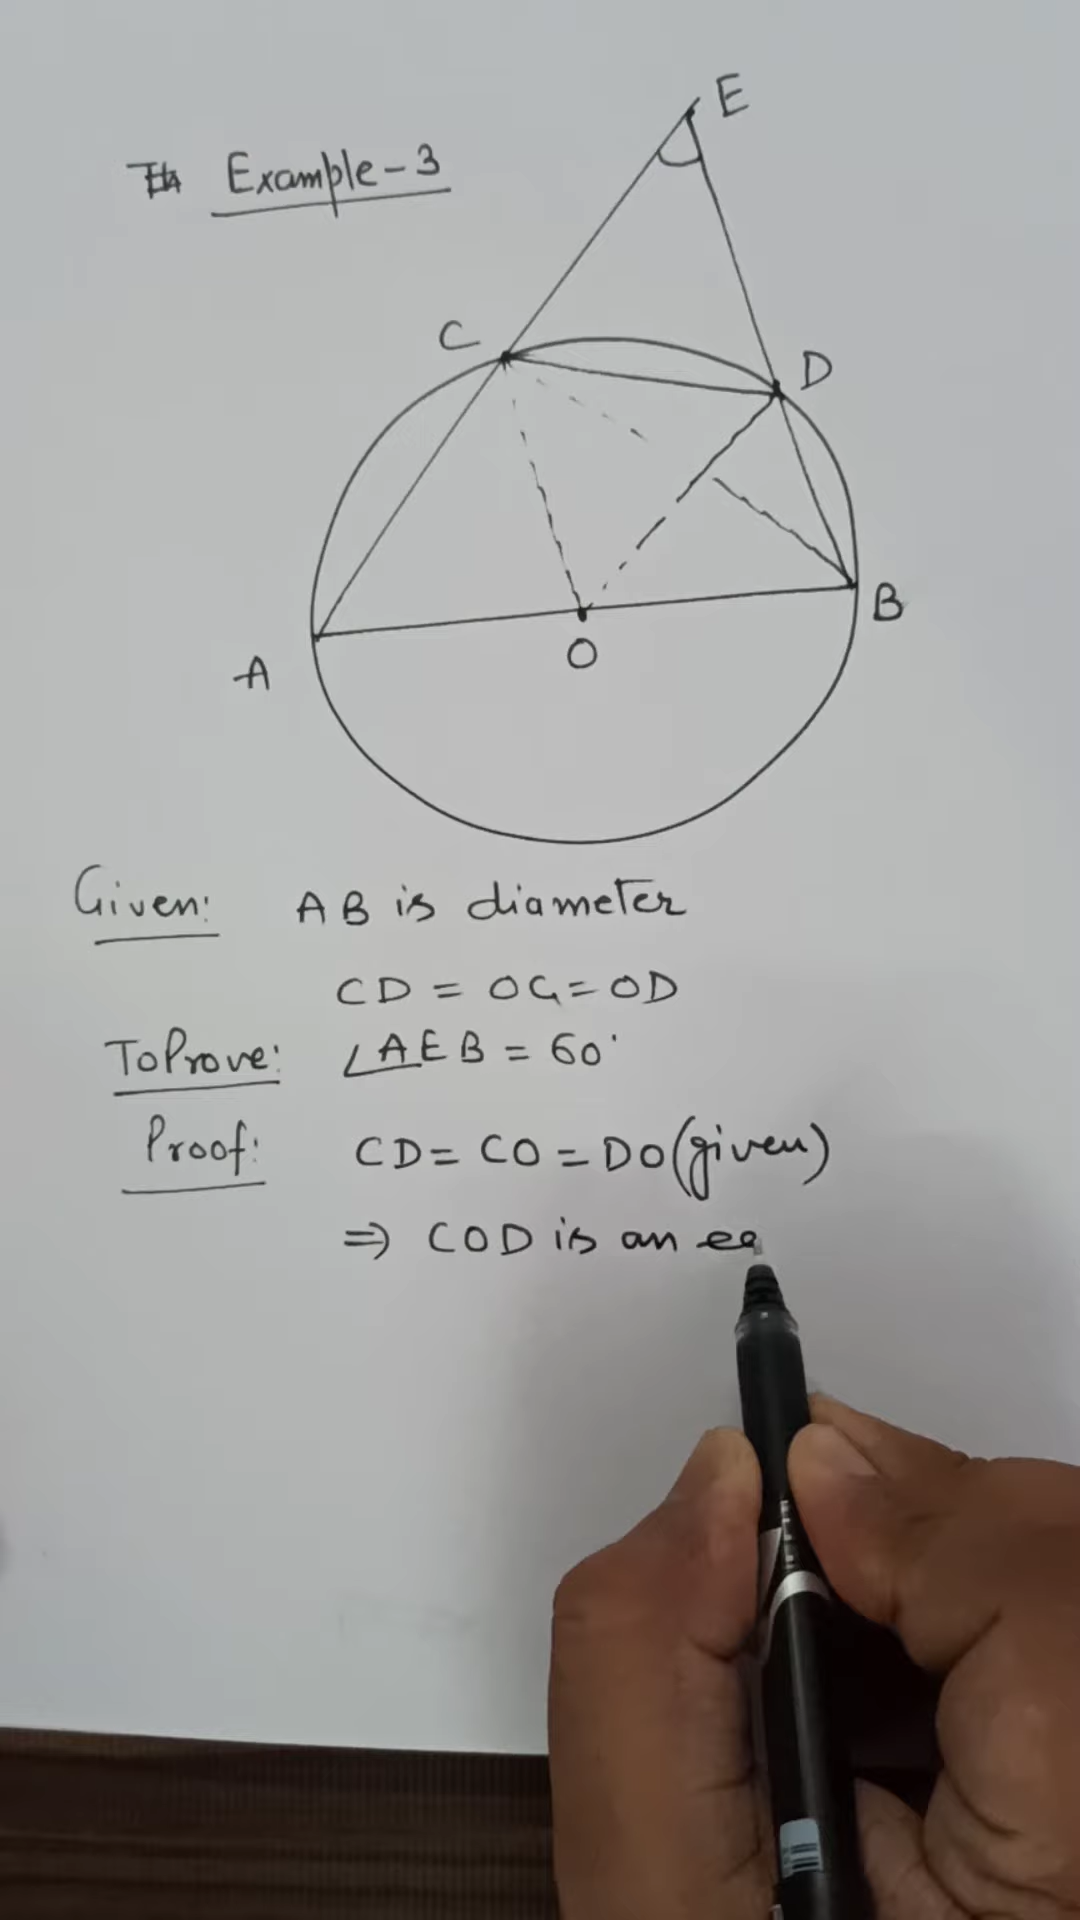 Example-3
E
C
D
B
A
O
Given: AB is diameter
CD = OC = OD
To Prove: ∠AEB = 60°
Proof: CD = CO = DO (given)
⇒ COD is an eq